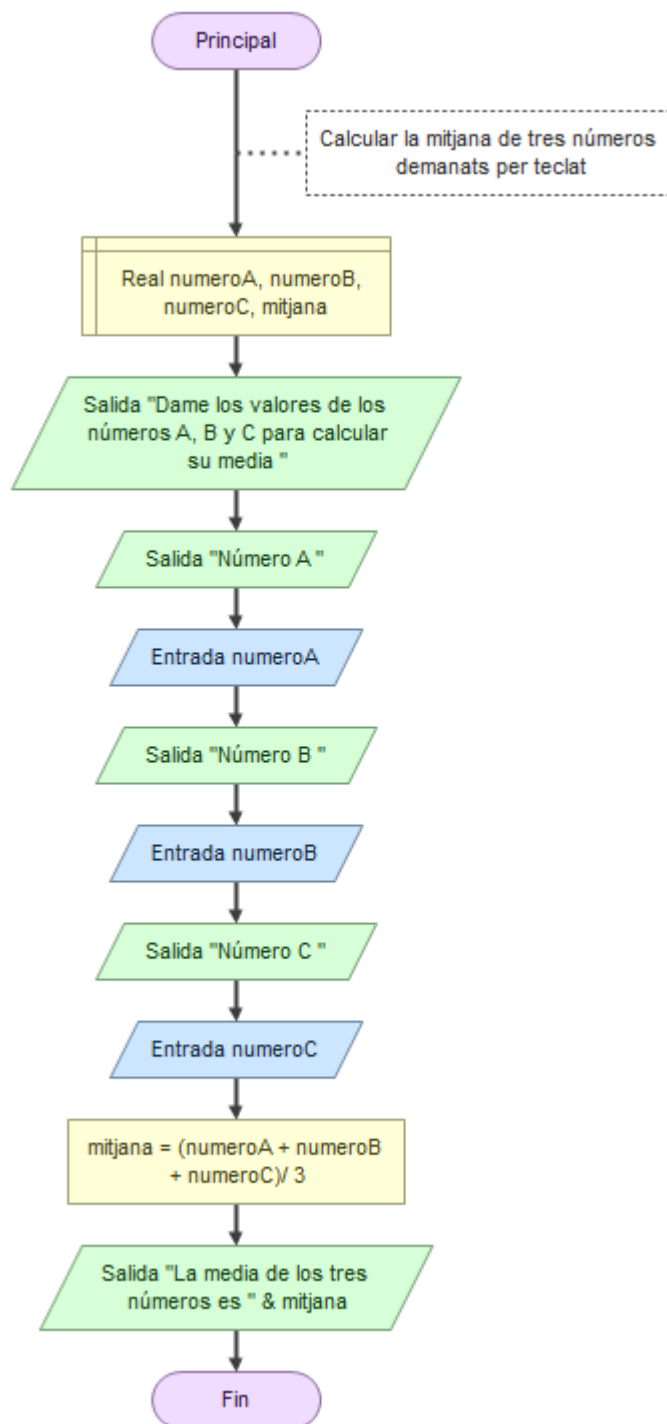 Principal
Calcular la mitjana de tres números
demanats per teclat
Real numeroA, numeroB,
numeroC, mitjana
Salida "Dame los valores de los
números A, B y C para calcular
su media "
Salida "Número A "
Entrada numeroA
Salida "Número B "
Entrada numeroB
Salida "Número C "
Entrada numeroC
mitjana = (numeroA + numeroB
+ numeroC)/ 3
Salida "La media de los tres
números es " & mitjana
Fin